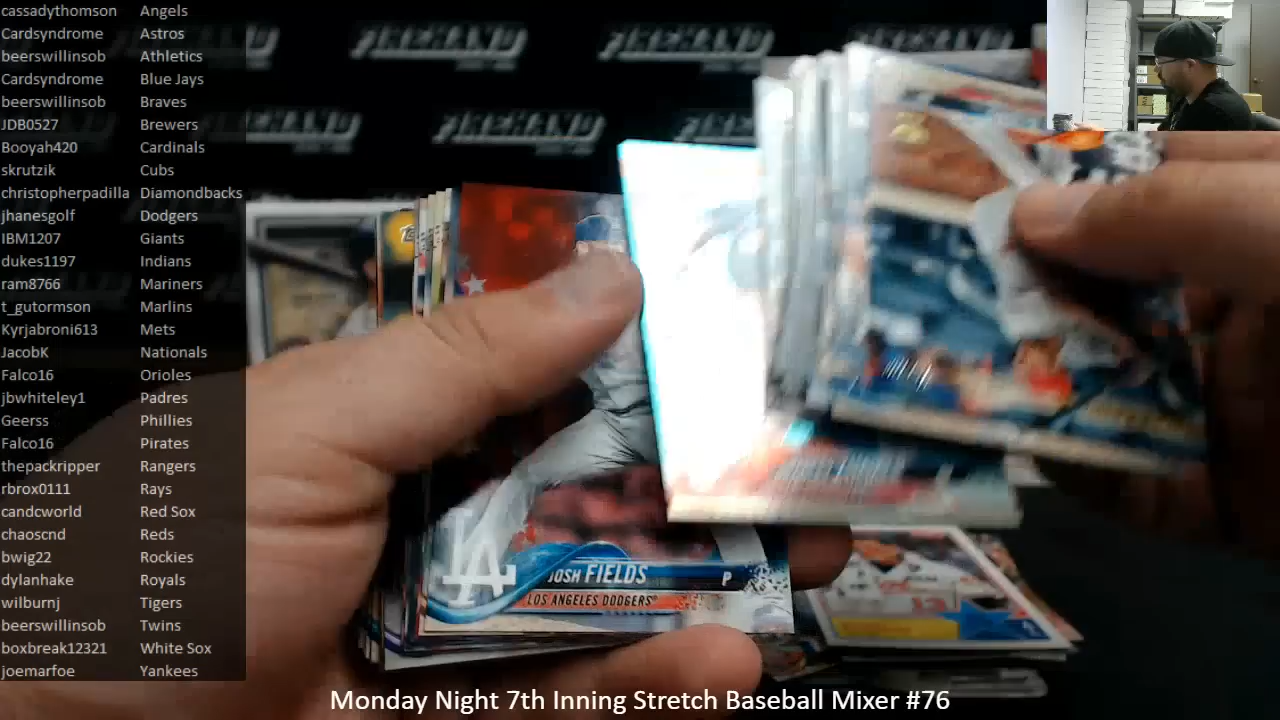 cassadythomson Angels
Cardsyndrome Astros
beerswillinsob Athletics
Cardsyndrome Blue Jays
beerswillinsob Braves
JDB0527 Brewers
Booyah420 Cardinals
skrutzik Cubs
christopherpadilla Diamondbacks
jhanesgolf Dodgers
IBM1207 Giants
dukes1197 Indians
ram8766 Mariners
t_gutormson Marlins
Kyrjabroni613 Mets
JacobK Nationals
Falco16 Orioles
jbwhiteley1 Padres
Geerss Phillies
Falco16 Pirates
thepackripper Rangers
rbrox0111 Rays
candcworld Red Sox
chaoscnd Reds
bwig22 Rockies
dylanhake Royals
wilburnj Tigers
beerswillinsob Twins
boxbreak12321 White Sox
joemarfoe Yankees
FIREHAND FIREHAND
FIREHAND
LA
JOSH FIELDS P
LOS ANGELES DODGERS
Monday Night 7th Inning Stretch Baseball Mixer #76